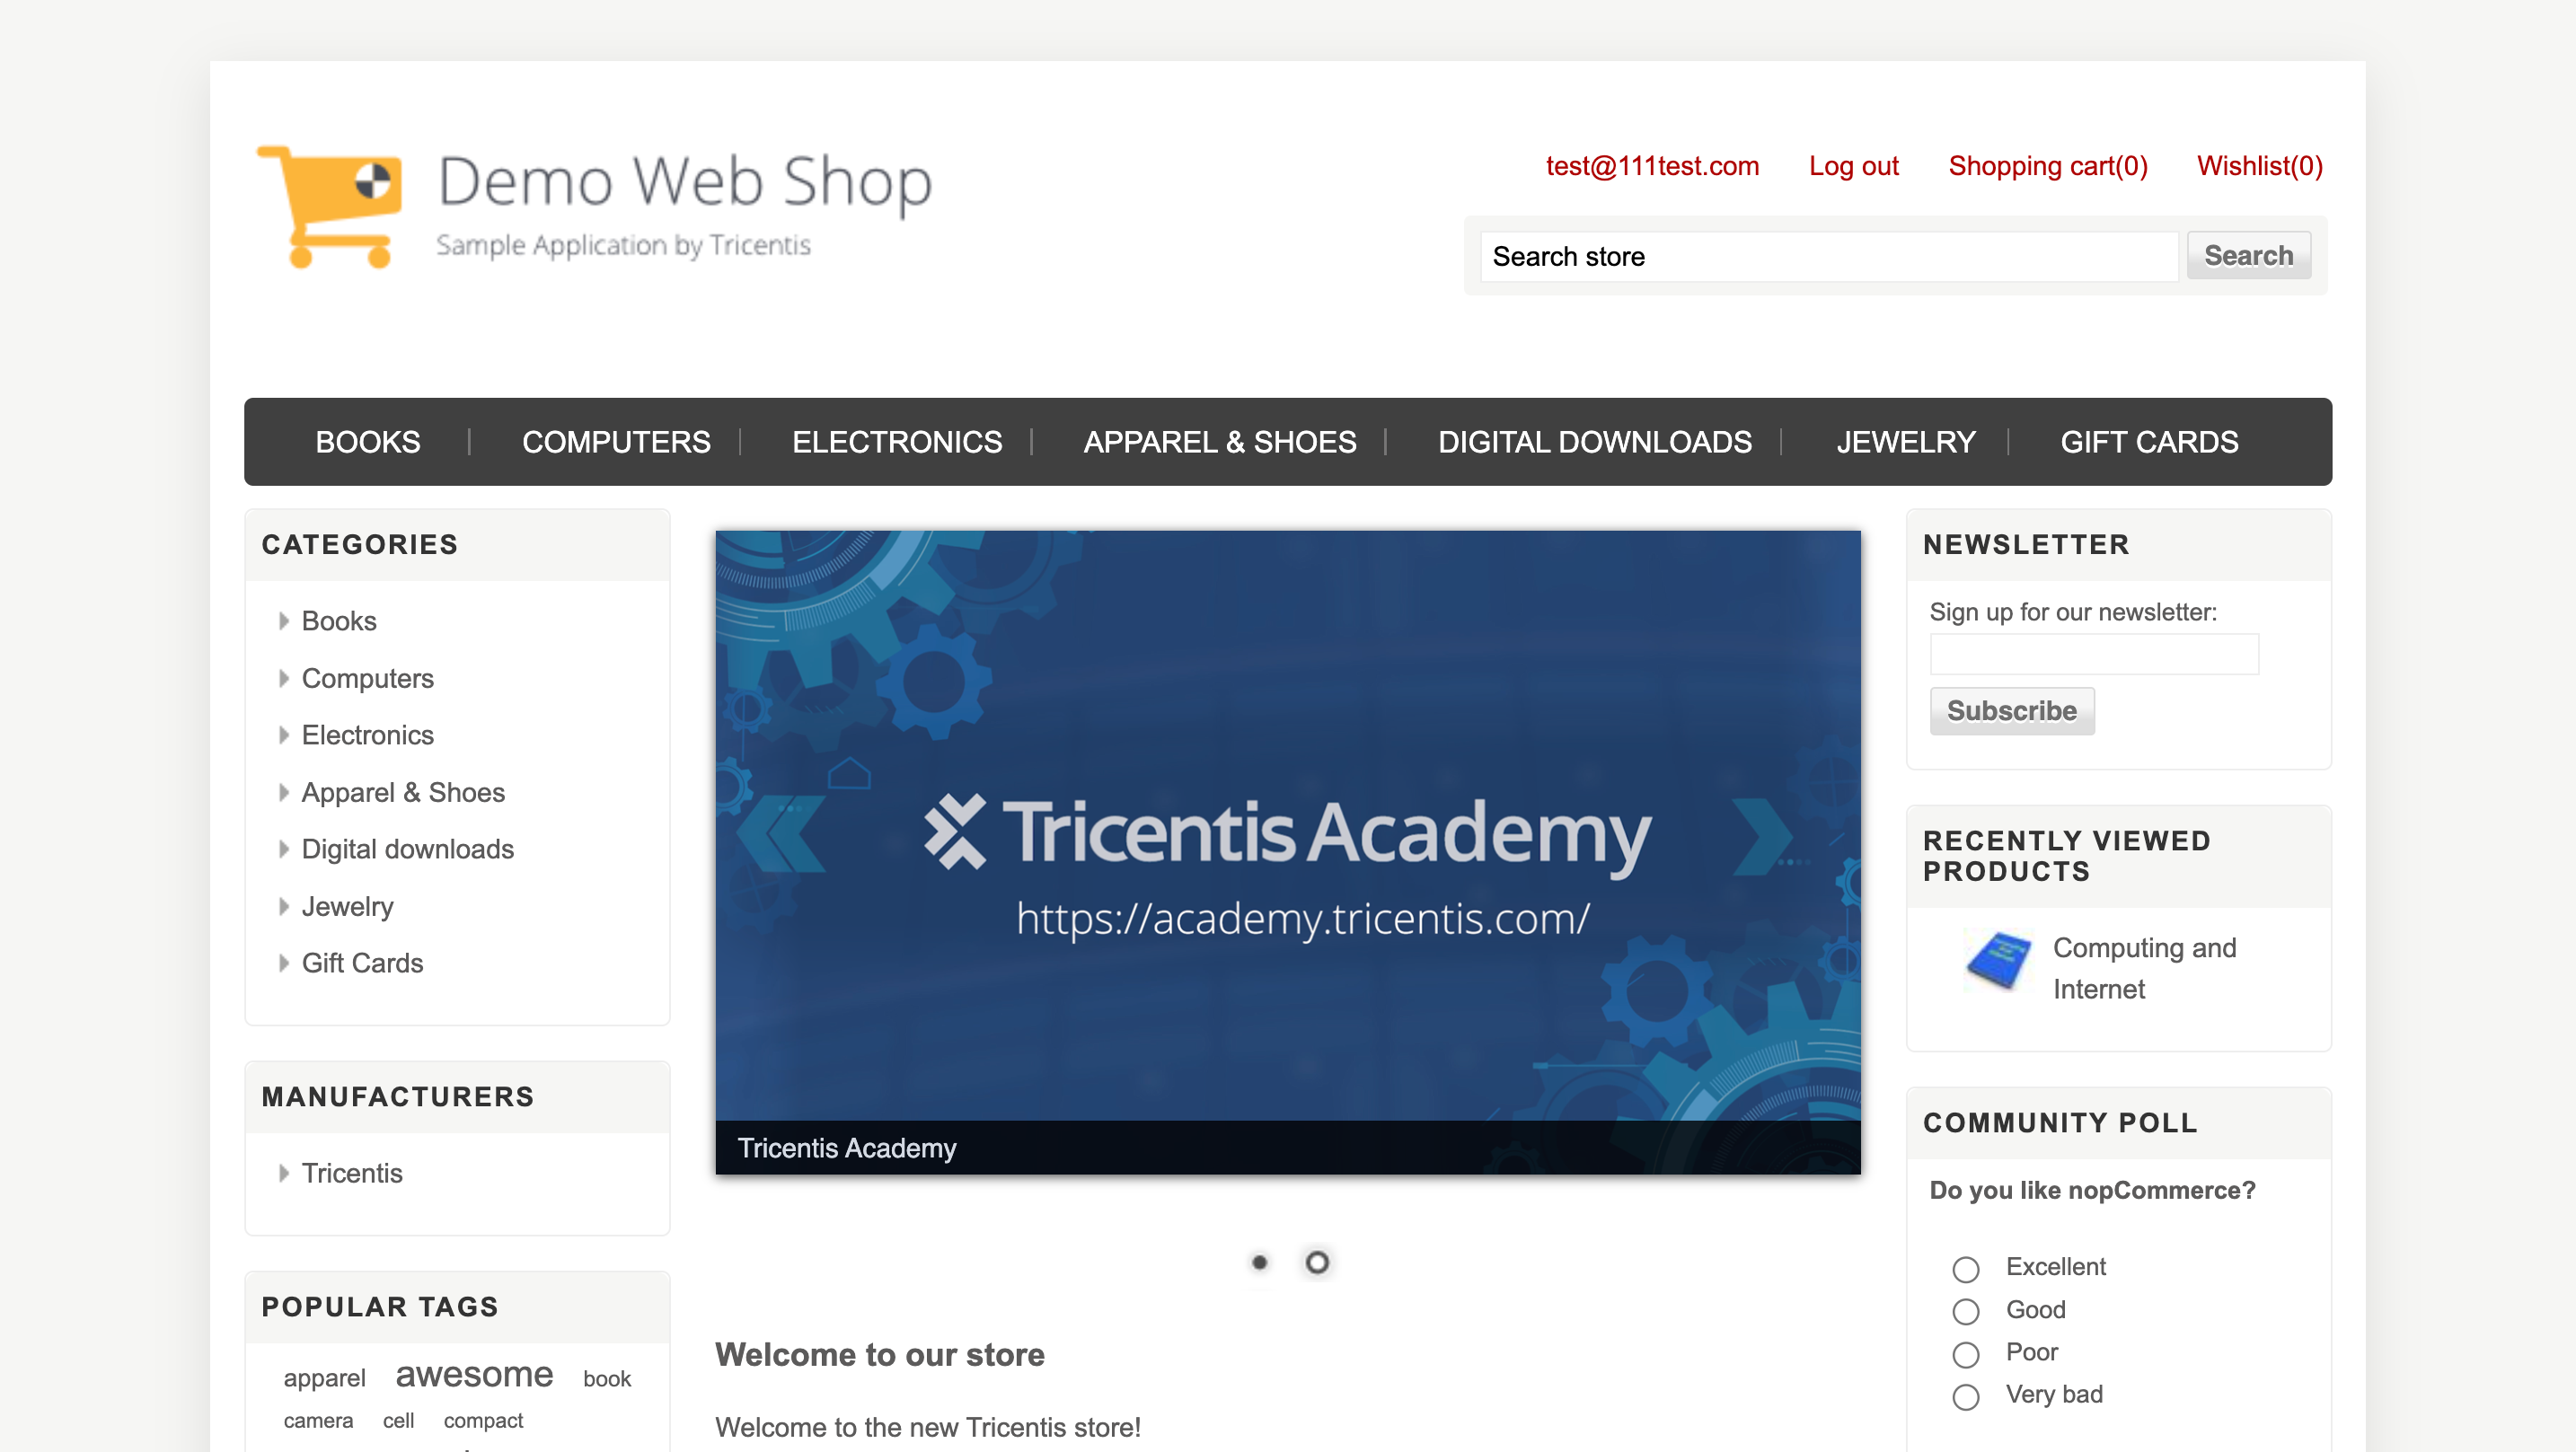 Demo Web Shop
Sample Application by Tricentis
test@111test.com Log out Shopping cart(0) Wishlist(0)
Search store Search
BOOKS COMPUTERS ELECTRONICS APPAREL & SHOES DIGITAL DOWNLOADS JEWELRY GIFT CARDS
CATEGORIES
Books
Computers
Electronics
Apparel & Shoes
Digital downloads
Jewelry
Gift Cards
MANUFACTURERS
Tricentis
POPULAR TAGS
apparel awesome book
camera cell compact
Tricentis Academy
https://academy.tricentis.com/
Tricentis Academy
Welcome to our store
Welcome to the new Tricentis store!
NEWSLETTER
Sign up for our newsletter:
Subscribe
RECENTLY VIEWED
PRODUCTS
Computing and
Internet
COMMUNITY POLL
Do you like nopCommerce?
Excellent
Good
Poor
Very bad